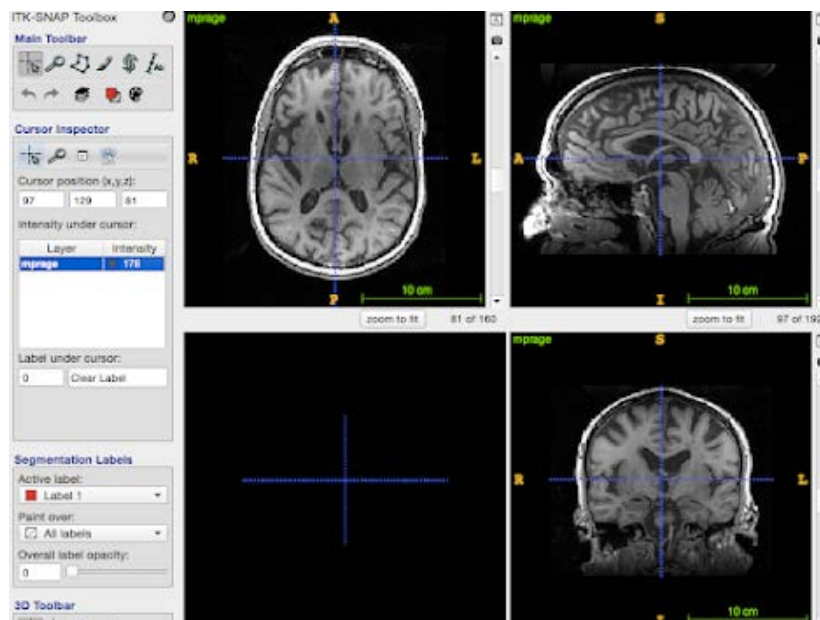 ITK-SNAP Toolbox
Main Toolbar
Cursor Inspector
Cursor position (x,y,z):
97 129 81
Intensity under cursor:
Layer Intensity
mprage 178
Label under cursor:
0 Clear Label
Segmentation Labels
Active label:
Label 1
Paint over:
All labels
Overall label opacity:
0
3D Toolbar
mprage
A
R
L
P
10 cm
zoom to fit 81 of 160
mprage
S
A
P
I
10 cm
zoom to fit 97 of 192
mprage
S
R
L
10 cm